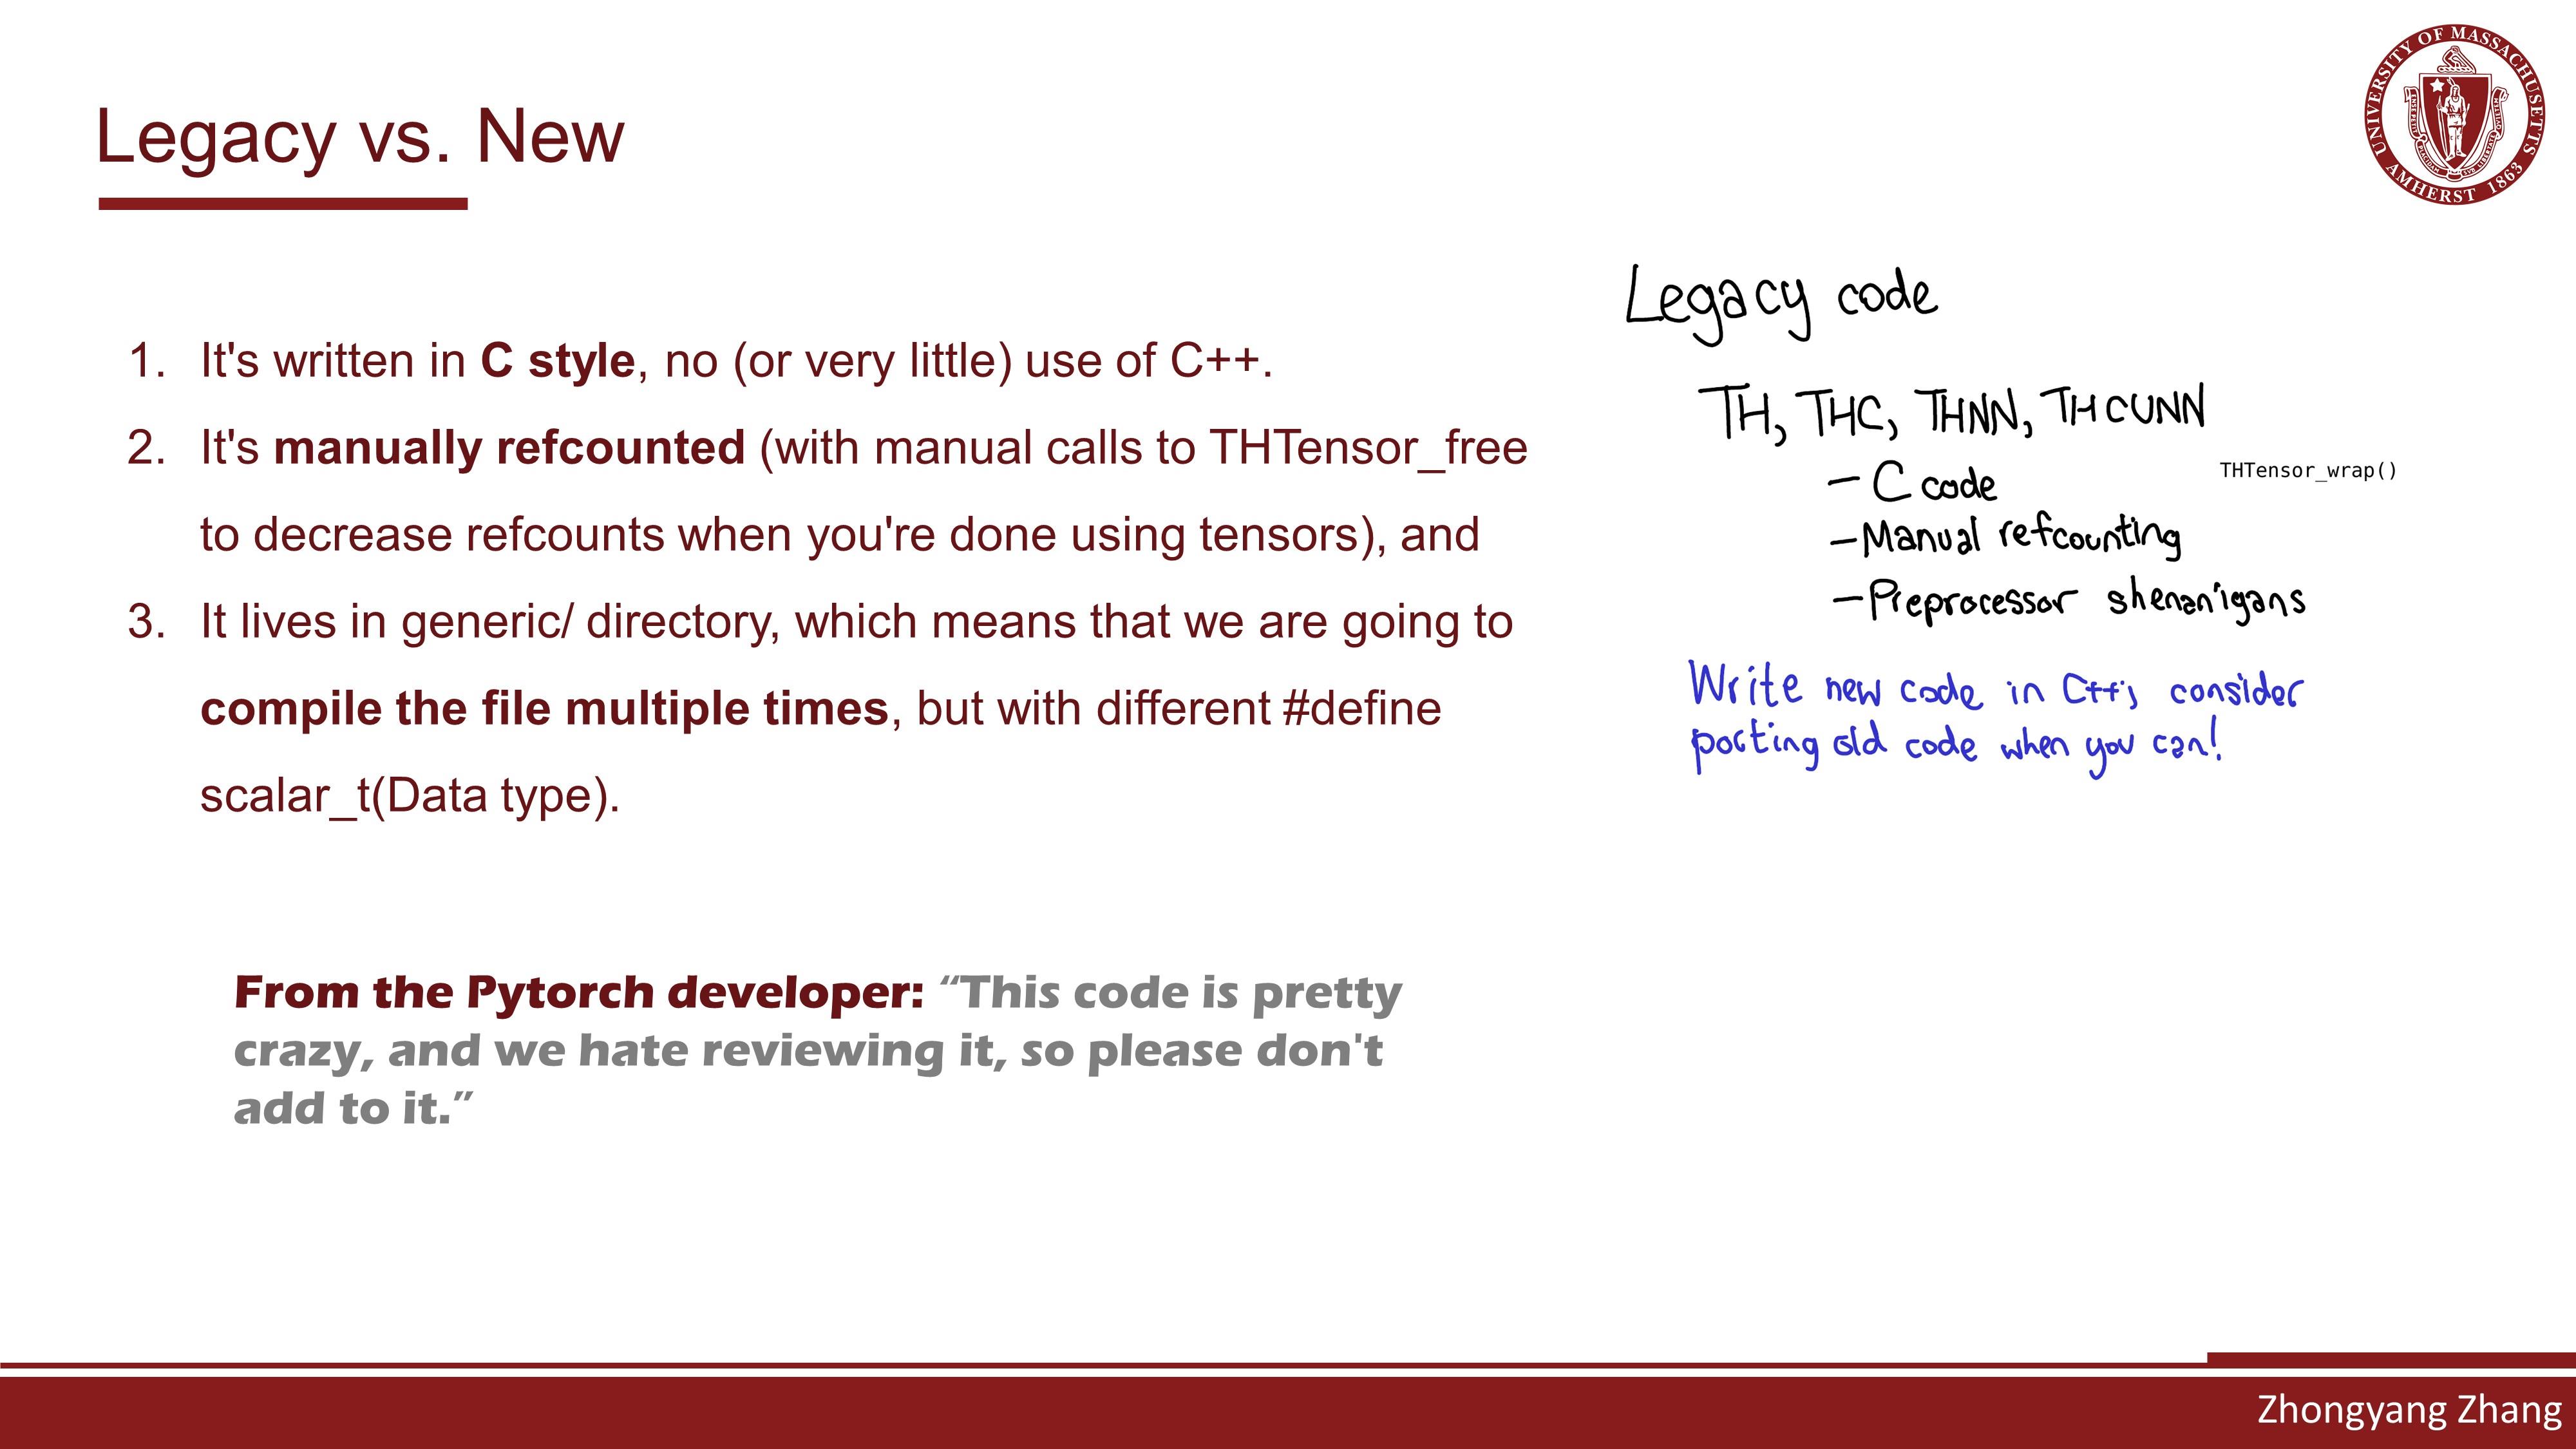 Legacy vs. New
UNIVERSITY OF MASSACHUSETTS
AMHERST 1863
1. It's written in C style, no (or very little) use of C++.
2. It's manually refcounted (with manual calls to THTensor_free
to decrease refcounts when you're done using tensors), and
3. It lives in generic/ directory, which means that we are going to
compile the file multiple times, but with different #define
scalar_t(Data type).
From the Pytorch developer: “This code is pretty
crazy, and we hate reviewing it, so please don't
add to it.”
Legacy code
TH, THC, THNN, THCUNN
- C code
THTensor_wrap()
- Manual refcounting
- Preprocessor shenanigans
Write new code in C++; consider
porting old code when you can!
Zhongyang Zhang